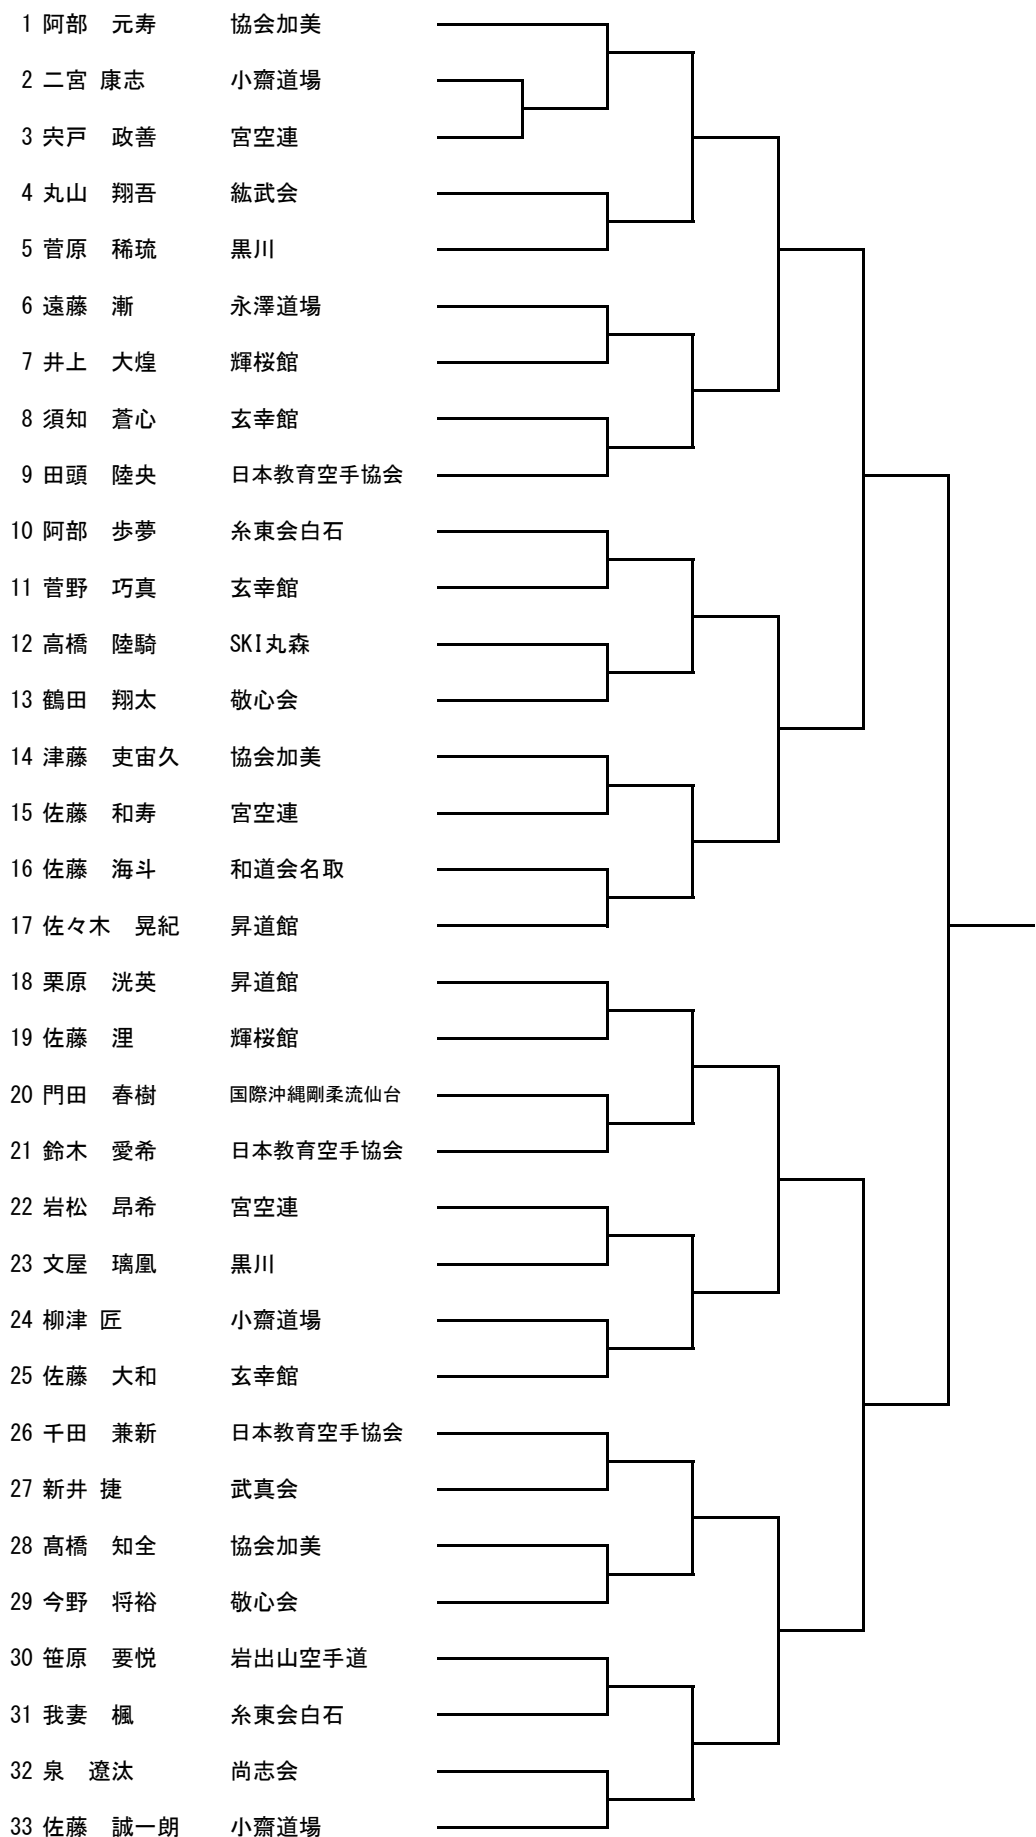 1 阿部　元寿　協会加美
2 二宮 康志　小齋道場
3 宍戸　政善　宮空連
4 丸山　翔吾　紘武会
5 菅原　稀琉　黒川
6 遠藤　漸　永澤道場
7 井上　大煌　輝桜館
8 須知　蒼心　玄幸館
9 田頭　陸央　日本教育空手協会
10 阿部　歩夢　糸東会白石
11 菅野　巧真　玄幸館
12 高橋　陸騎　SKI丸森
13 鶴田　翔太　敬心会
14 津藤　吏宙久　協会加美
15 佐藤　和寿　宮空連
16 佐藤　海斗　和道会名取
17 佐々木　晃紀　昇道館
18 栗原　洸英　昇道館
19 佐藤　浬　輝桜館
20 門田　春樹　国際沖縄剛柔流仙台
21 鈴木　愛希　日本教育空手協会
22 岩松　昂希　宮空連
23 文屋　璃凰　黒川
24 柳津 匠　小齋道場
25 佐藤　大和　玄幸館
26 千田　兼新　日本教育空手協会
27 新井 捷　武真会
28 髙橋　知全　協会加美
29 今野　将裕　敬心会
30 笹原　要悦　岩出山空手道
31 我妻　楓　糸東会白石
32 泉　遼汰　尚志会
33 佐藤　誠一朗　小齋道場